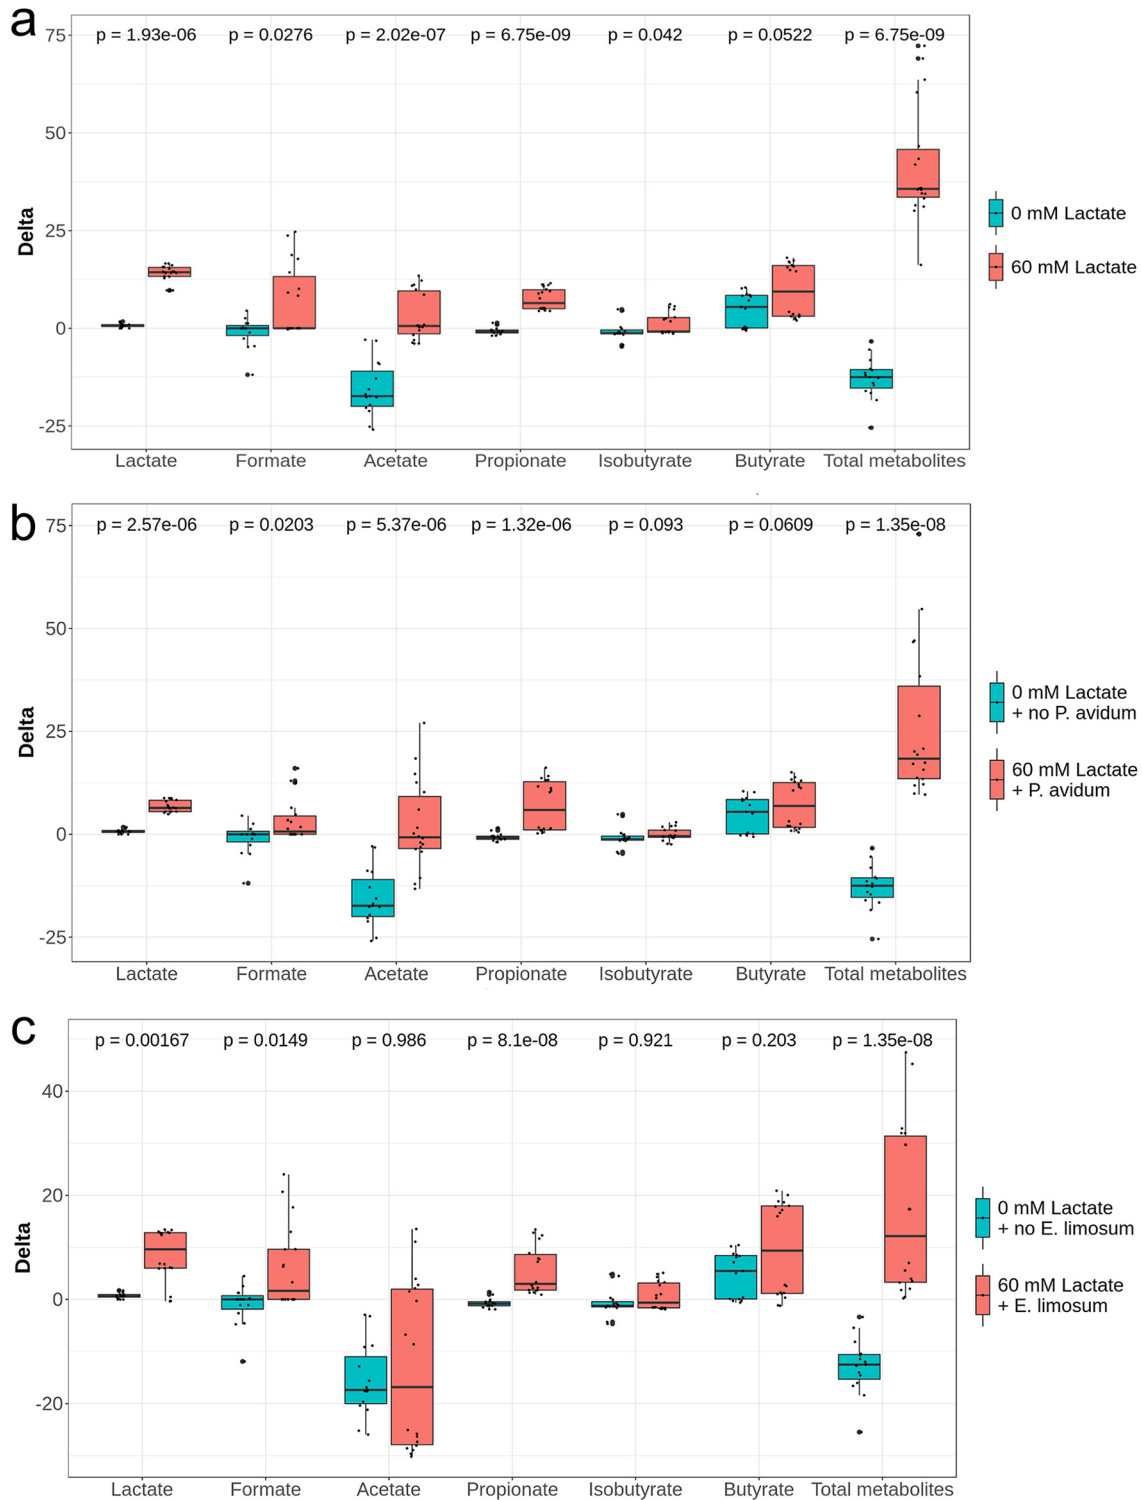 a
p = 1.93e-06 p = 0.0276 p = 2.02e-07 p = 6.75e-09 p = 0.042 p = 0.0522 p = 6.75e-09
75
50
25
0
-25
Delta
Lactate Formate Acetate Propionate Isobutyrate Butyrate Total metabolites
0 mM Lactate
60 mM Lactate
b
p = 2.57e-06 p = 0.0203 p = 5.37e-06 p = 1.32e-06 p = 0.093 p = 0.0609 p = 1.35e-08
75
50
25
0
-25
Delta
Lactate Formate Acetate Propionate Isobutyrate Butyrate Total metabolites
0 mM Lactate
+ no P. avidum
60 mM Lactate
+ P. avidum
c
p = 0.00167 p = 0.0149 p = 0.986 p = 8.1e-08 p = 0.921 p = 0.203 p = 1.35e-08
40
20
0
-20
Delta
Lactate Formate Acetate Propionate Isobutyrate Butyrate Total metabolites
0 mM Lactate
+ no E. limosum
60 mM Lactate
+ E. limosum